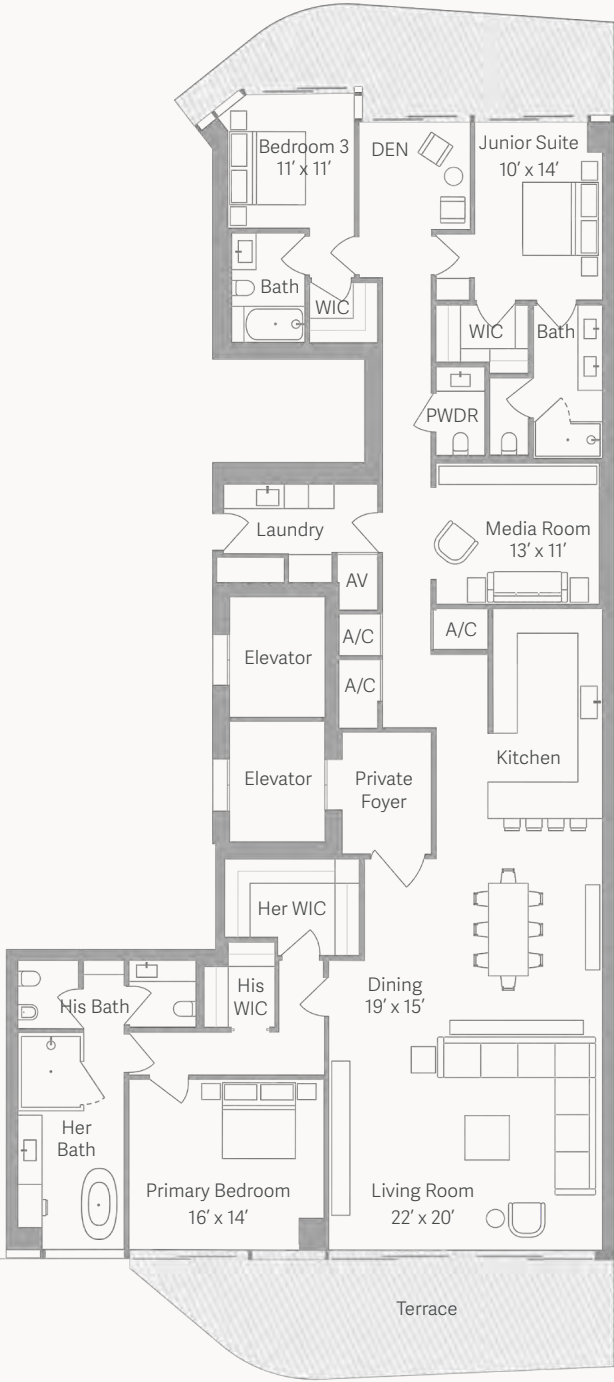 Bedroom 3
11′ x 11′
DEN
Junior Suite
10′ x 14′
Bath
WIC
WIC
Bath
PWDR
Laundry
Media Room
13′ x 11′
AV
A/C
A/C
A/C
Elevator
Elevator
Private
Foyer
Kitchen
Her WIC
His
WIC
His Bath
Dining
19′ x 15′
Her
Bath
Primary Bedroom
16′ x 14′
Living Room
22′ x 20′
Terrace